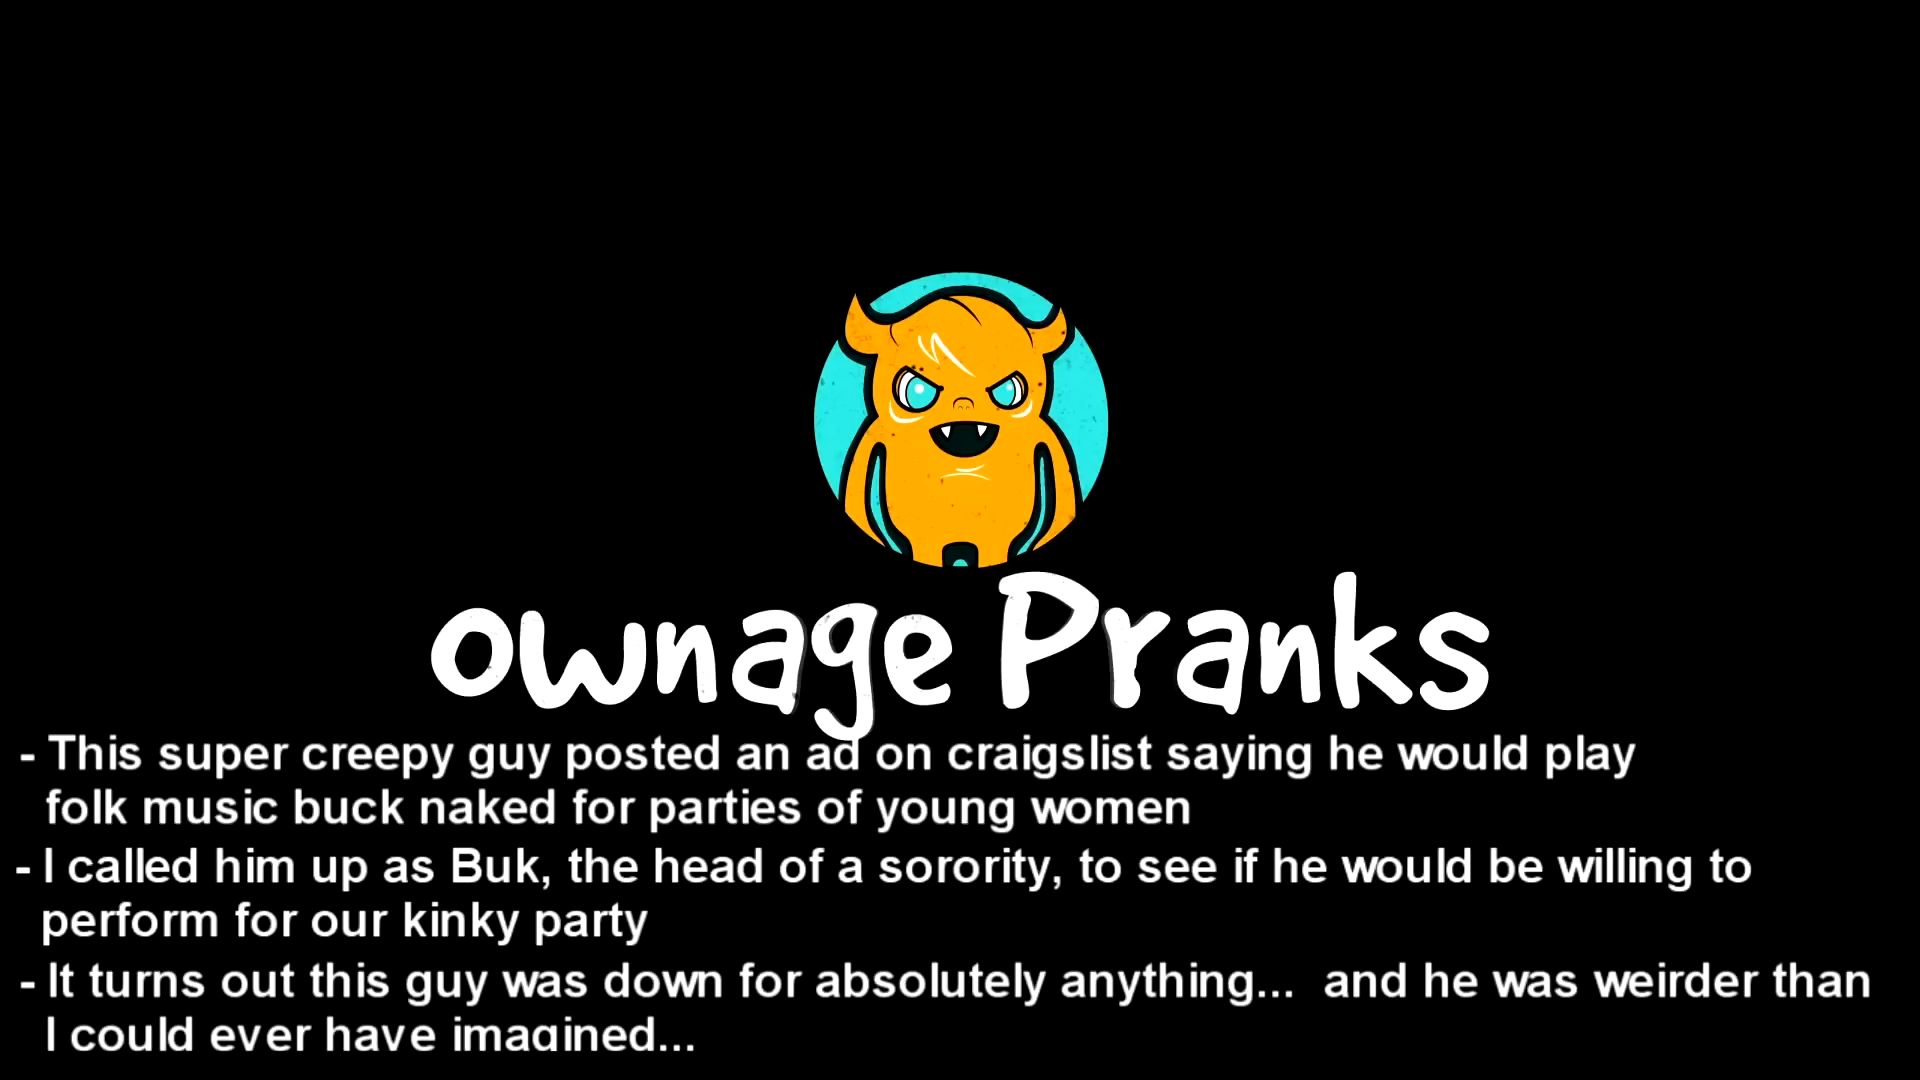 ownage Pranks
- This super creepy guy posted an ad on craigslist saying he would play
folk music buck naked for parties of young women
- I called him up as Buk, the head of a sorority, to see if he would be willing to
perform for our kinky party
- It turns out this guy was down for absolutely anything... and he was weirder than
I could ever have imagined...